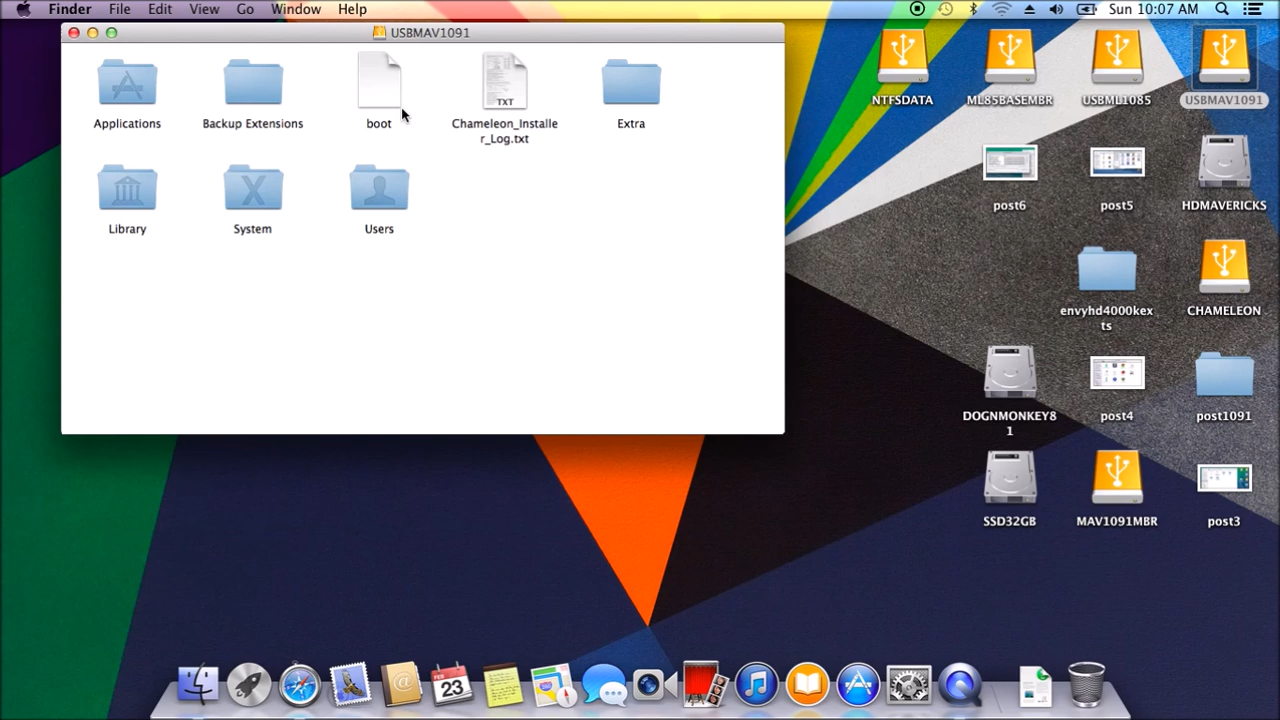 Finder File Edit View Go Window Help Sun 10:07 AM
USBMAV1091
Applications
Backup Extensions
boot
TXT
Chameleon_Installe
r_Log.txt
Extra
Library
X
System
Users
NTFSDATA
ML85BASEMBR
USBML1085
USBMAV1091
post6
post5
HDMAVERICKS
envyhd4000kex
ts
CHAMELEON
DOGNMONKEY8
1
post4
post1091
SSD32GB
MAV1091MBR
post3
FEB
23